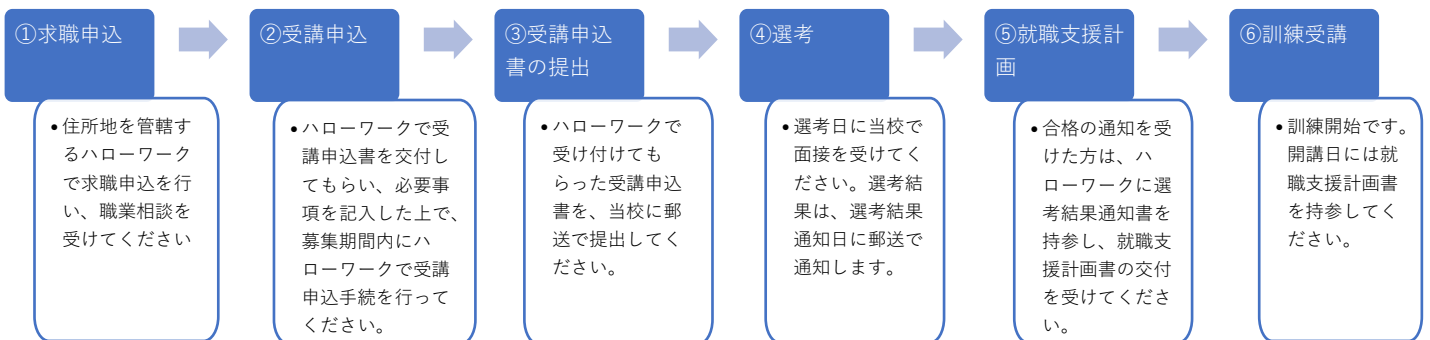 ①求職申込
• 住所地を管轄す
るハローワーク
で求職申込を行
い、職業相談を
受けてください
②受講申込
• ハローワークで受
講申込書を交付し
てもらい、必要事
項を記入した上で、
募集期間内にハ
ローワークで受講
申込手続を行って
ください。
③受講申込
書の提出
• ハローワークで
受け付けても
らった受講申込
書を、当校に郵
送で提出してく
ださい。
④選考
• 選考日に当校で
面接を受けてく
ださい。選考結
果は、選考結果
通知日に郵送で
通知します。
⑤就職支援計
画
• 合格の通知を受
けた方は、ハ
ローワークに選
考結果通知書を
持参し、就職支
援計画書の交付
を受けてくださ
い。
⑥訓練受講
• 訓練開始です。
開講日には就
職支援計画書
を持参してく
ださい。